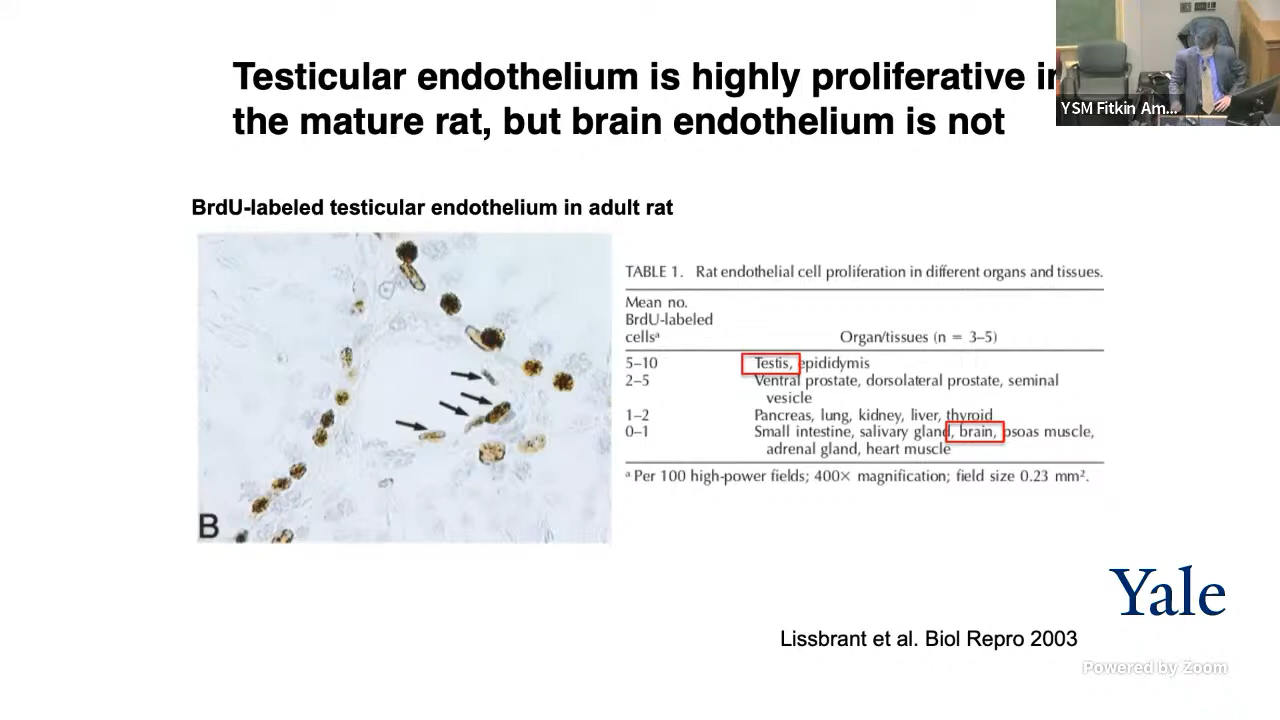 Testicular endothelium is highly proliferative in
the mature rat, but brain endothelium is not
YSM Fitkin Am...
BrdU-labeled testicular endothelium in adult rat
B
TABLE 1. Rat endothelial cell proliferation in different organs and tissues.
Mean no.
BrdU-labeled
cellsᵃ Organ/tissues (n = 3–5)
5–10 Testis, epididymis
2–5 Ventral prostate, dorsolateral prostate, seminal
vesicle
1–2 Pancreas, lung, kidney, liver, thyroid
0–1 Small intestine, salivary gland, brain, psoas muscle,
adrenal gland, heart muscle
ᵃ Per 100 high-power fields; 400× magnification; field size 0.23 mm².
Yale
Lissbrant et al. Biol Repro 2003
Powered by Zoom